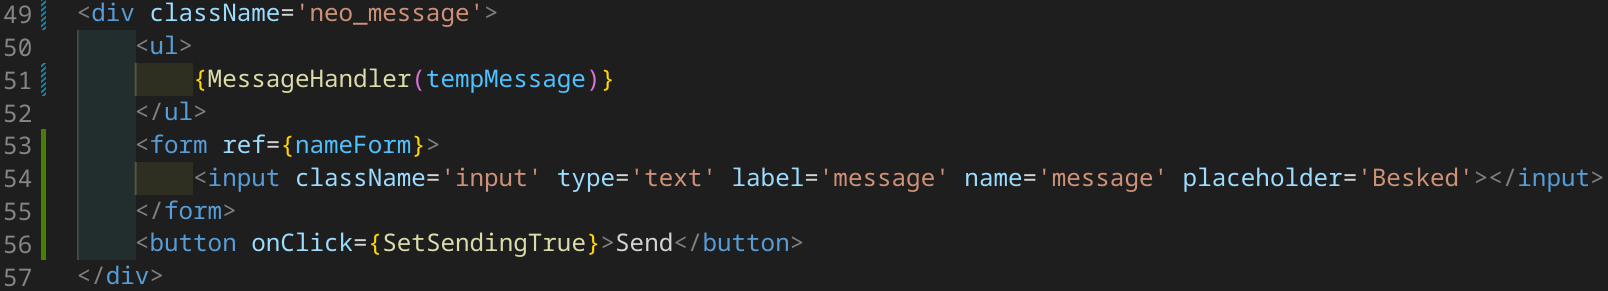 49 <div className='neo_message'>
50 <ul>
51 {MessageHandler(tempMessage)}
52 </ul>
53 <form ref={nameForm}>
54 <input className='input' type='text' label='message' name='message' placeholder='Besked'></input>
55 </form>
56 <button onClick={SetSendingTrue}>Send</button>
57 </div>